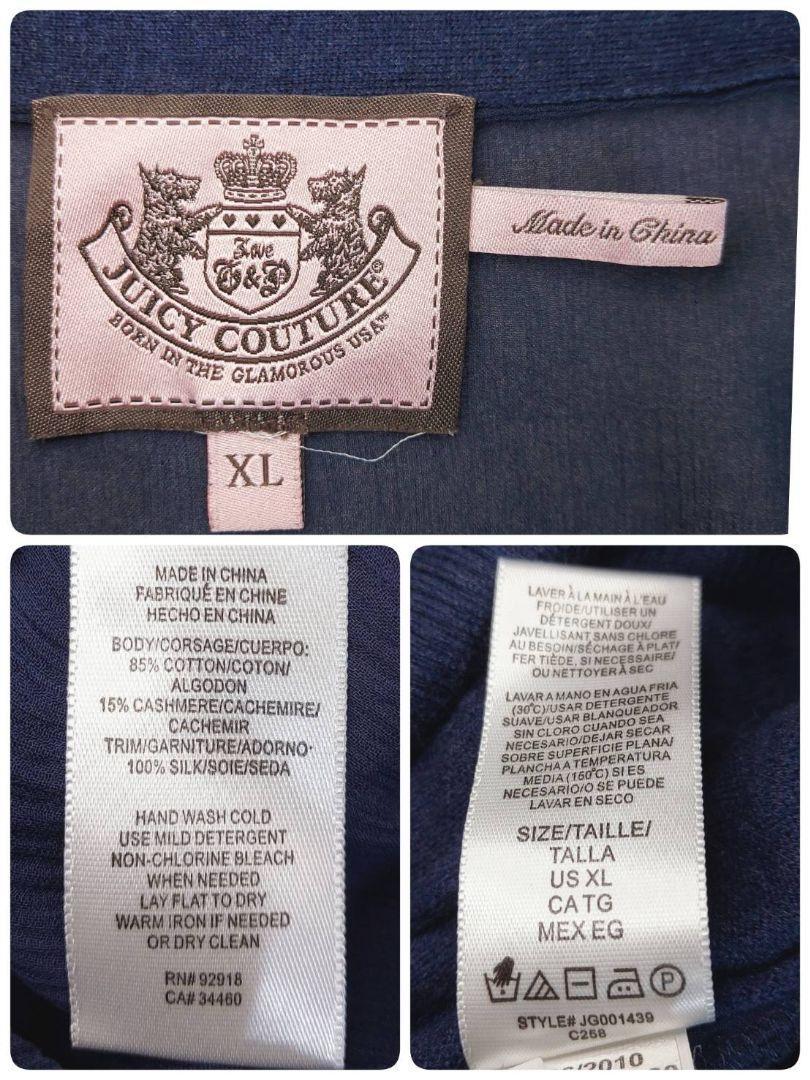 Love
G&P
JUICY COUTURE®
BORN IN THE GLAMOROUS USA™
XL
Made in China
MADE IN CHINA
FABRIQUÉ EN CHINE
HECHO EN CHINA
BODY/CORSAGE/CUERPO:
85% COTTON/COTON/
ALGODON
15% CASHMERE/CACHEMIRE/
CACHEMIR
TRIM/GARNITURE/ADORNO:
100% SILK/SOIE/SEDA
HAND WASH COLD
USE MILD DETERGENT
NON-CHLORINE BLEACH
WHEN NEEDED
LAY FLAT TO DRY
WARM IRON IF NEEDED
OR DRY CLEAN
RN# 92918
CA# 34460
LAVER À LA MAIN À L'EAU
FROIDE/UTILISER UN
DÉTERGENT DOUX/
JAVELLISANT SANS CHLORE
AU BESOIN/SÉCHAGE À PLAT/
FER TIÈDE, SI NECESSAIRE/
OU NETTOYER À SEC
LAVAR A MANO EN AGUA FRIA
(30°C)/USAR DETERGENTE
SUAVE/USAR BLANQUEADOR
SIN CLORO CUANDO SEA
NECESARIO/DEJAR SECAR
SOBRE SUPERFICIE PLANA/
PLANCHA A TEMPERATURA
MEDIA (150°C) SI ES
NECESARIO/O SE PUEDE
LAVAR EN SECO
SIZE/TAILLE/
TALLA
US XL
CA TG
MEX EG
P
STYLE# JG001439
C258
/2010